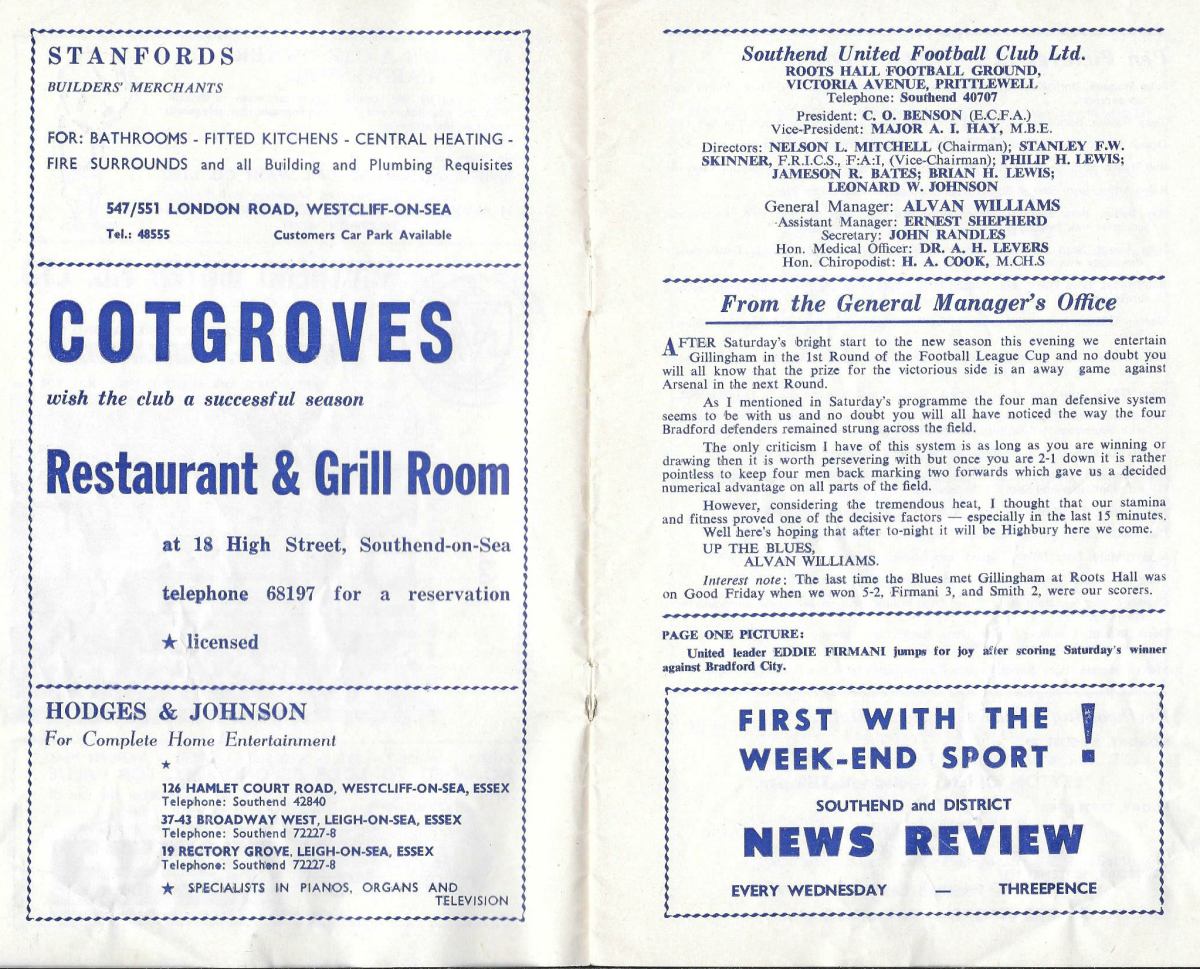 STANFORDS
BUILDERS' MERCHANTS
FOR: BATHROOMS - FITTED KITCHENS - CENTRAL HEATING -
FIRE SURROUNDS and all Building and Plumbing Requisites
547/551 LONDON ROAD, WESTCLIFF-ON-SEA
Tel.: 48555 Customers Car Park Available
COTGROVES
wish the club a successful season
Restaurant & Grill Room
at 18 High Street, Southend-on-Sea
telephone 68197 for a reservation
★ licensed
HODGES & JOHNSON
For Complete Home Entertainment
★
126 HAMLET COURT ROAD, WESTCLIFF-ON-SEA, ESSEX
Telephone: Southend 42840
37-43 BROADWAY WEST, LEIGH-ON-SEA, ESSEX
Telephone: Southend 72227-8
19 RECTORY GROVE, LEIGH-ON-SEA, ESSEX
Telephone: Southend 72227-8
★ SPECIALISTS IN PIANOS, ORGANS AND
TELEVISION
Southend United Football Club Ltd.
ROOTS HALL FOOTBALL GROUND,
VICTORIA AVENUE, PRITTLEWELL
Telephone: Southend 40707
President: C. O. BENSON (E.C.F.A.)
Vice-President: MAJOR A. I. HAY, M.B.E.
Directors: NELSON L. MITCHELL (Chairman); STANLEY F.W.
SKINNER, F.R.I.C.S., F:A:I, (Vice-Chairman); PHILIP H. LEWIS;
JAMESON R. BATES; BRIAN H. LEWIS;
LEONARD W. JOHNSON
General Manager: ALVAN WILLIAMS
Assistant Manager: ERNEST SHEPHERD
Secretary: JOHN RANDLES
Hon. Medical Officer: DR. A. H. LEVERS
Hon. Chiropodist: H. A. COOK, M.CH.S
From the General Manager's Office
AFTER Saturday's bright start to the new season this evening we entertain
Gillingham in the 1st Round of the Football League Cup and no doubt you
will all know that the prize for the victorious side is an away game against
Arsenal in the next Round.
As I mentioned in Saturday's programme the four man defensive system
seems to be with us and no doubt you will all have noticed the way the four
Bradford defenders remained strung across the field.
The only criticism I have of this system is as long as you are winning or
drawing then it is worth persevering with but once you are 2-1 down it is rather
pointless to keep four men back marking two forwards which gave us a decided
numerical advantage on all parts of the field.
However, considering the tremendous heat, I thought that our stamina
and fitness proved one of the decisive factors — especially in the last 15 minutes.
Well here's hoping that after to-night it will be Highbury here we come.
UP THE BLUES,
ALVAN WILLIAMS.
Interest note: The last time the Blues met Gillingham at Roots Hall was
on Good Friday when we won 5-2, Firmani 3, and Smith 2, were our scorers.
PAGE ONE PICTURE:
United leader EDDIE FIRMANI jumps for joy after scoring Saturday's winner
against Bradford City.
FIRST WITH THE
WEEK-END SPORT !
SOUTHEND and DISTRICT
NEWS REVIEW
EVERY WEDNESDAY — THREEPENCE